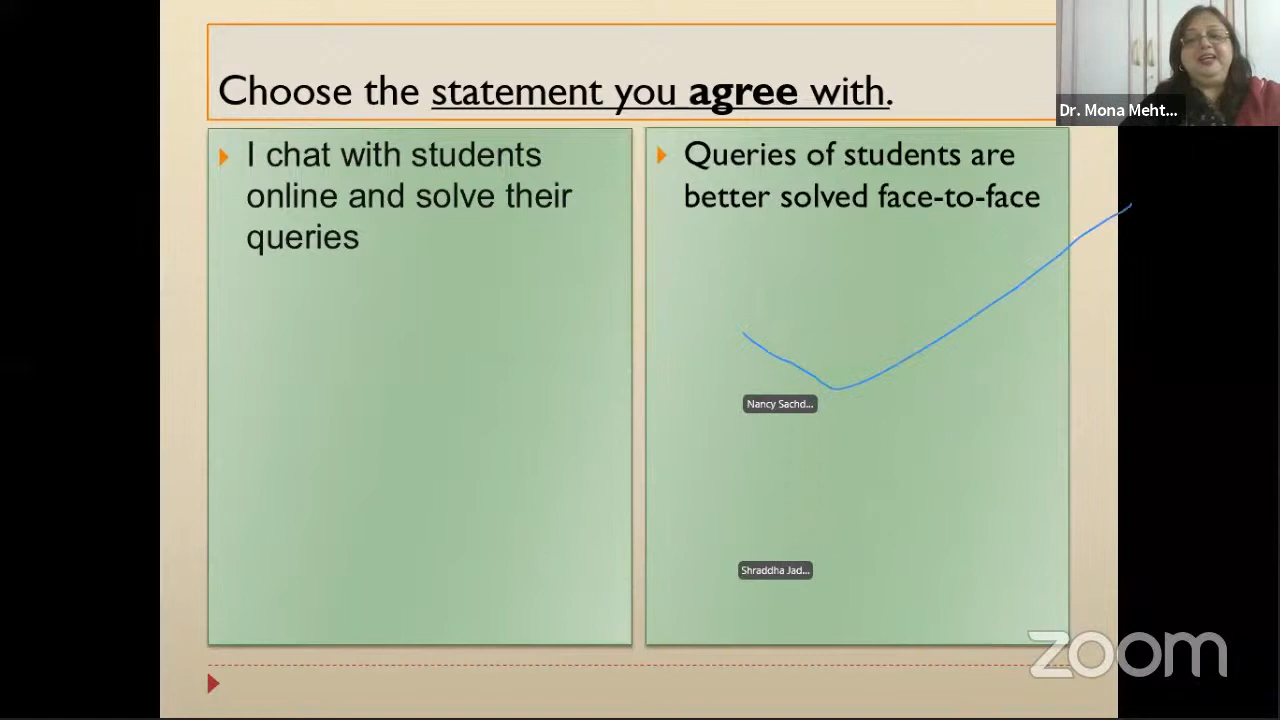 Choose the statement you agree with.
Dr. Mona Meht...
I chat with students
online and solve their
queries
Queries of students are
better solved face-to-face
Nancy Sachd...
Shraddha Jad...
zoom